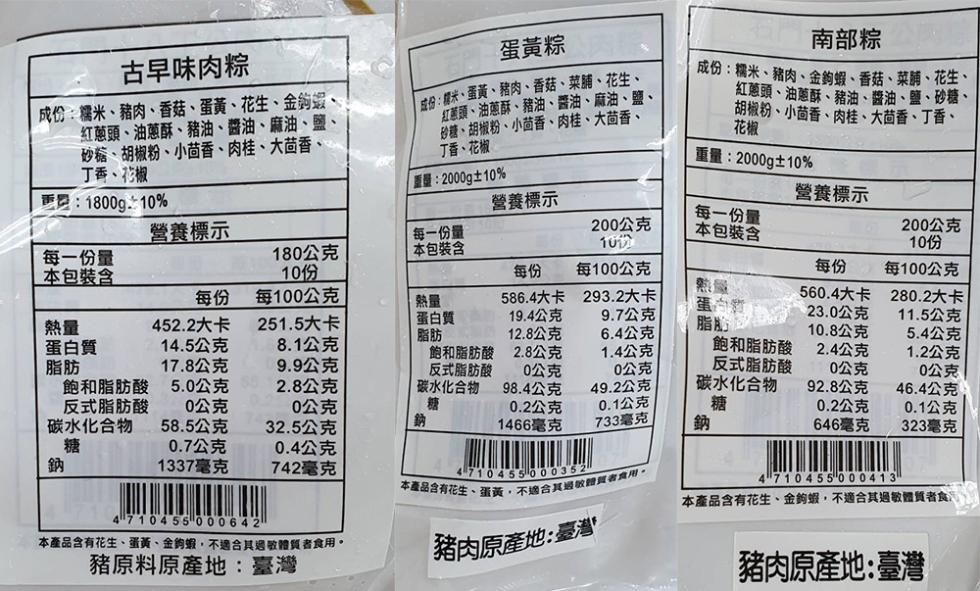 古早味肉粽
成份：糯米、豬肉、香菇、蛋黃、花生、金鉤蝦、
紅蔥頭、油蔥酥、豬油、醬油、麻油、鹽、
砂糖、胡椒粉、小茴香、肉桂、大茴香、
丁香、花椒
重量：1800g±10%
營養標示
每一份量 180公克
本包裝含 10份
每份 每100公克
熱量 452.2大卡 251.5大卡
蛋白質 14.5公克 8.1公克
脂肪 17.8公克 9.9公克
飽和脂肪酸 5.0公克 2.8公克
反式脂肪酸 0公克 0公克
碳水化合物 58.5公克 32.5公克
糖 0.7公克 0.4公克
鈉 1337毫克 742毫克
4 710455 000642
本產品含有花生、蛋黃、金鉤蝦，不適合其過敏體質者食用。
豬原料原產地：臺灣
蛋黃粽
成份：糯米、蛋黃、豬肉、香菇、菜脯、花生、
紅蔥頭、油蔥酥、豬油、醬油、麻油、鹽、
砂糖、胡椒粉、小茴香、肉桂、大茴香、
丁香、花椒
重量：2000g±10%
營養標示
每一份量 200公克
本包裝含 10份
每份 每100公克
熱量 586.4大卡 293.2大卡
蛋白質 19.4公克 9.7公克
脂肪 12.8公克 6.4公克
飽和脂肪酸 2.8公克 1.4公克
反式脂肪酸 0公克 0公克
碳水化合物 98.4公克 49.2公克
糖 0.2公克 0.1公克
鈉 1466毫克 733毫克
4 710455 000352
本產品含有花生、蛋黃，不適合其過敏體質者食用。
豬肉原產地:臺灣
南部粽
成份：糯米、豬肉、金鉤蝦、香菇、菜脯、花生、
紅蔥頭、油蔥酥、豬油、醬油、鹽、砂糖、
胡椒粉、小茴香、肉桂、大茴香、丁香、
花椒
重量：2000g±10%
營養標示
每一份量 200公克
本包裝含 10份
每份 每100公克
熱量 560.4大卡 280.2大卡
蛋白質 23.0公克 11.5公克
脂肪 10.8公克 5.4公克
飽和脂肪酸 2.4公克 1.2公克
反式脂肪酸 0公克 0公克
碳水化合物 92.8公克 46.4公克
糖 0.2公克 0.1公克
鈉 646毫克 323毫克
4 710455 000413
本產品含有花生、金鉤蝦，不適合其過敏體質者食
豬肉原產地:臺灣